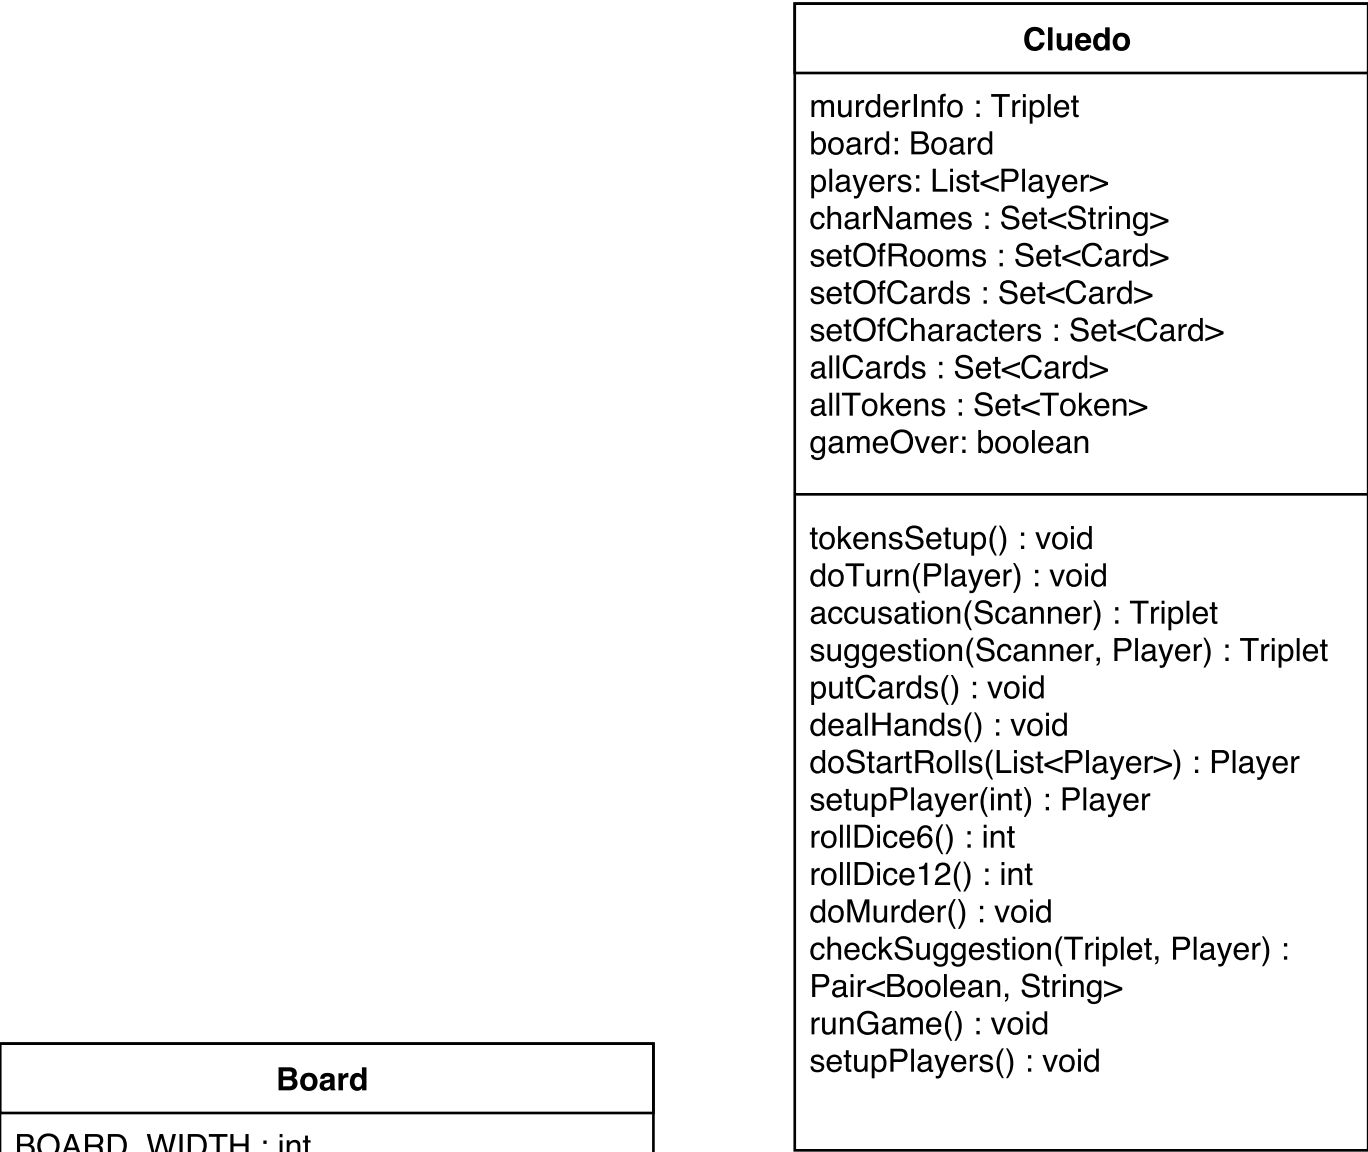 Cluedo
murderInfo : Triplet
board: Board
players: List<Player>
charNames : Set<String>
setOfRooms : Set<Card>
setOfCards : Set<Card>
setOfCharacters : Set<Card>
allCards : Set<Card>
allTokens : Set<Token>
gameOver: boolean
tokensSetup() : void
doTurn(Player) : void
accusation(Scanner) : Triplet
suggestion(Scanner, Player) : Triplet
putCards() : void
dealHands() : void
doStartRolls(List<Player>) : Player
setupPlayer(int) : Player
rollDice6() : int
rollDice12() : int
doMurder() : void
checkSuggestion(Triplet, Player) :
Pair<Boolean, String>
runGame() : void
setupPlayers() : void
Board
BOARD_WIDTH : int